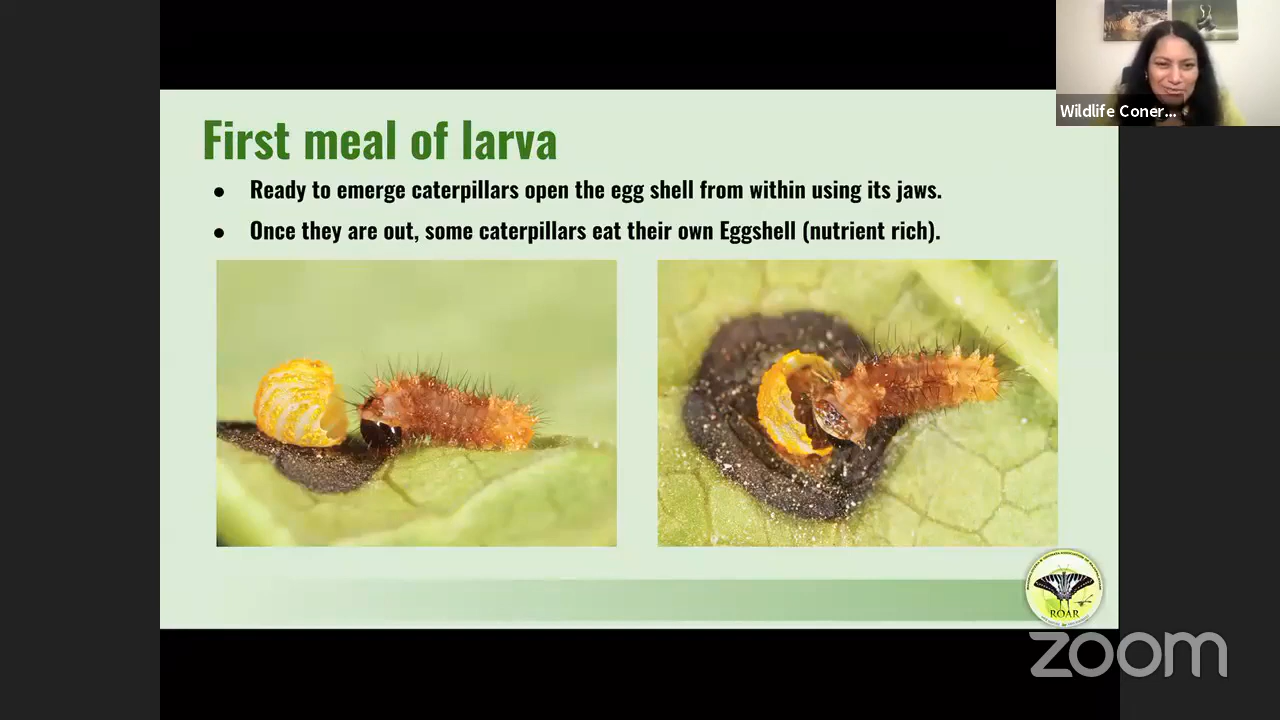 Wildlife Coner...
First meal of larva
● Ready to emerge caterpillars open the egg shell from within using its jaws.
● Once they are out, some caterpillars eat their own Eggshell (nutrient rich).
ROAR
zoom